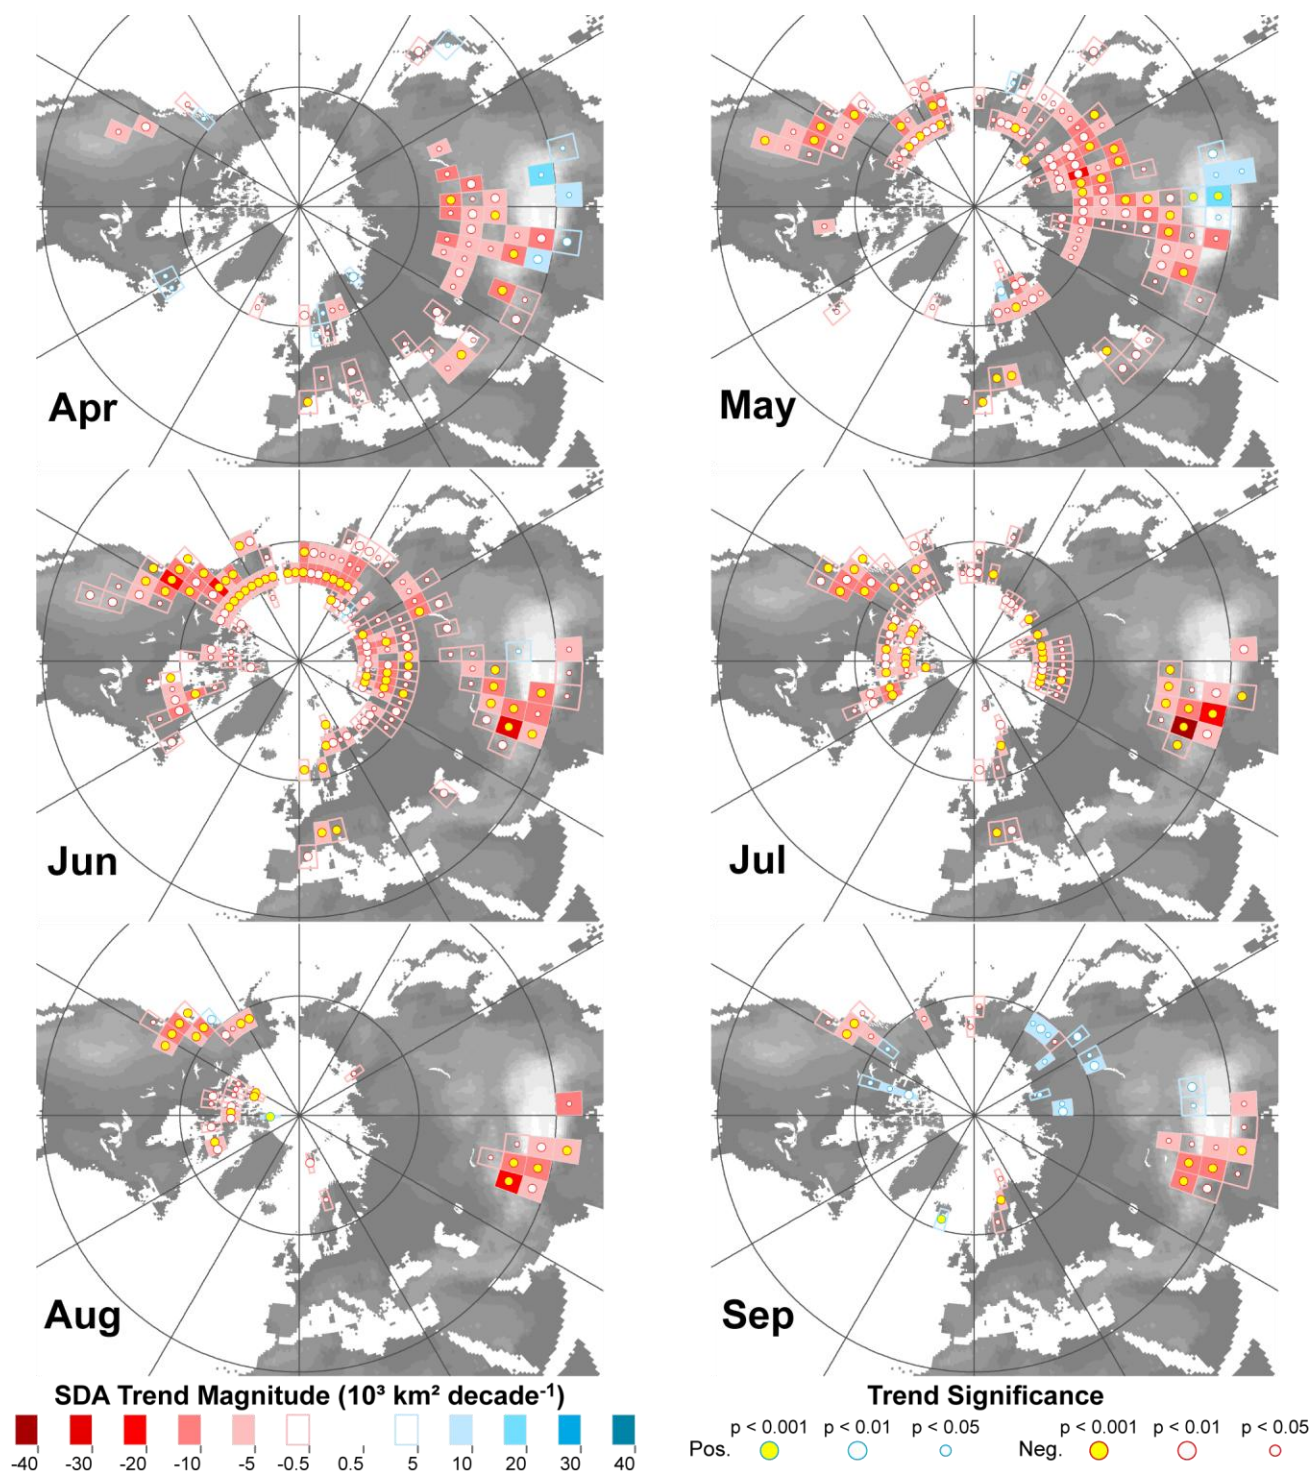 Apr
May
Jun
Jul
Aug
Sep
SDA Trend Magnitude (10³ km² decade⁻¹)
-40 -30 -20 -10 -5 -0.5 0.5 5 10 20 30 40
Trend Significance
p < 0.001 p < 0.01 p < 0.05 p < 0.001 p < 0.01 p < 0.05
Pos. Neg.